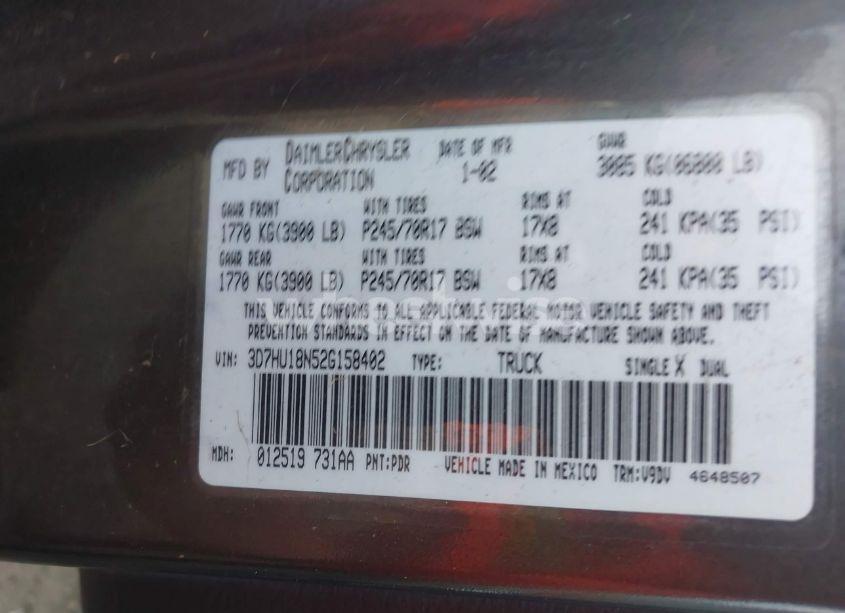 MFD BY DAIMLERCHRYSLER CORPORATION DATE OF MFR 1-02 GVWR 3085 KG(06800 LB)
GAWR FRONT WITH TIRES RIMS AT COLD
1770 KG(3900 LB) P245/70R17 BSW 17X8 241 KPA(35 PSI)
GAWR REAR WITH TIRES RIMS AT COLD
1770 KG(3900 LB) P245/70R17 BSW 17X8 241 KPA(35 PSI)
THIS VEHICLE CONFORMS TO ALL APPLICABLE FEDERAL MOTOR VEHICLE SAFETY AND THEFT
PREVENTION STANDARDS IN EFFECT ON THE DATE OF MANUFACTURE SHOWN ABOVE.
VIN: 3D7HU18N52G158402 TYPE: TRUCK SINGLE X DUAL
MDH: 012519 731AA PNT:PDR VEHICLE MADE IN MEXICO TRM:V9DV 4648507